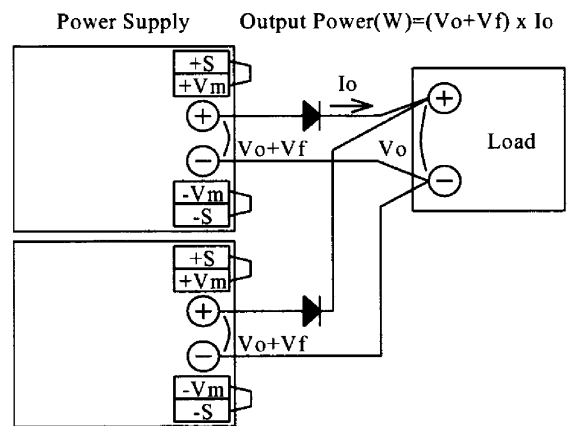 Power Supply Output Power(W)=(Vo+Vf) x Io
+S
+Vm
Io
+
+
Vo+Vf
Vo
Load
−
−
-Vm
-S
+S
+Vm
+
Vo+Vf
−
-Vm
-S